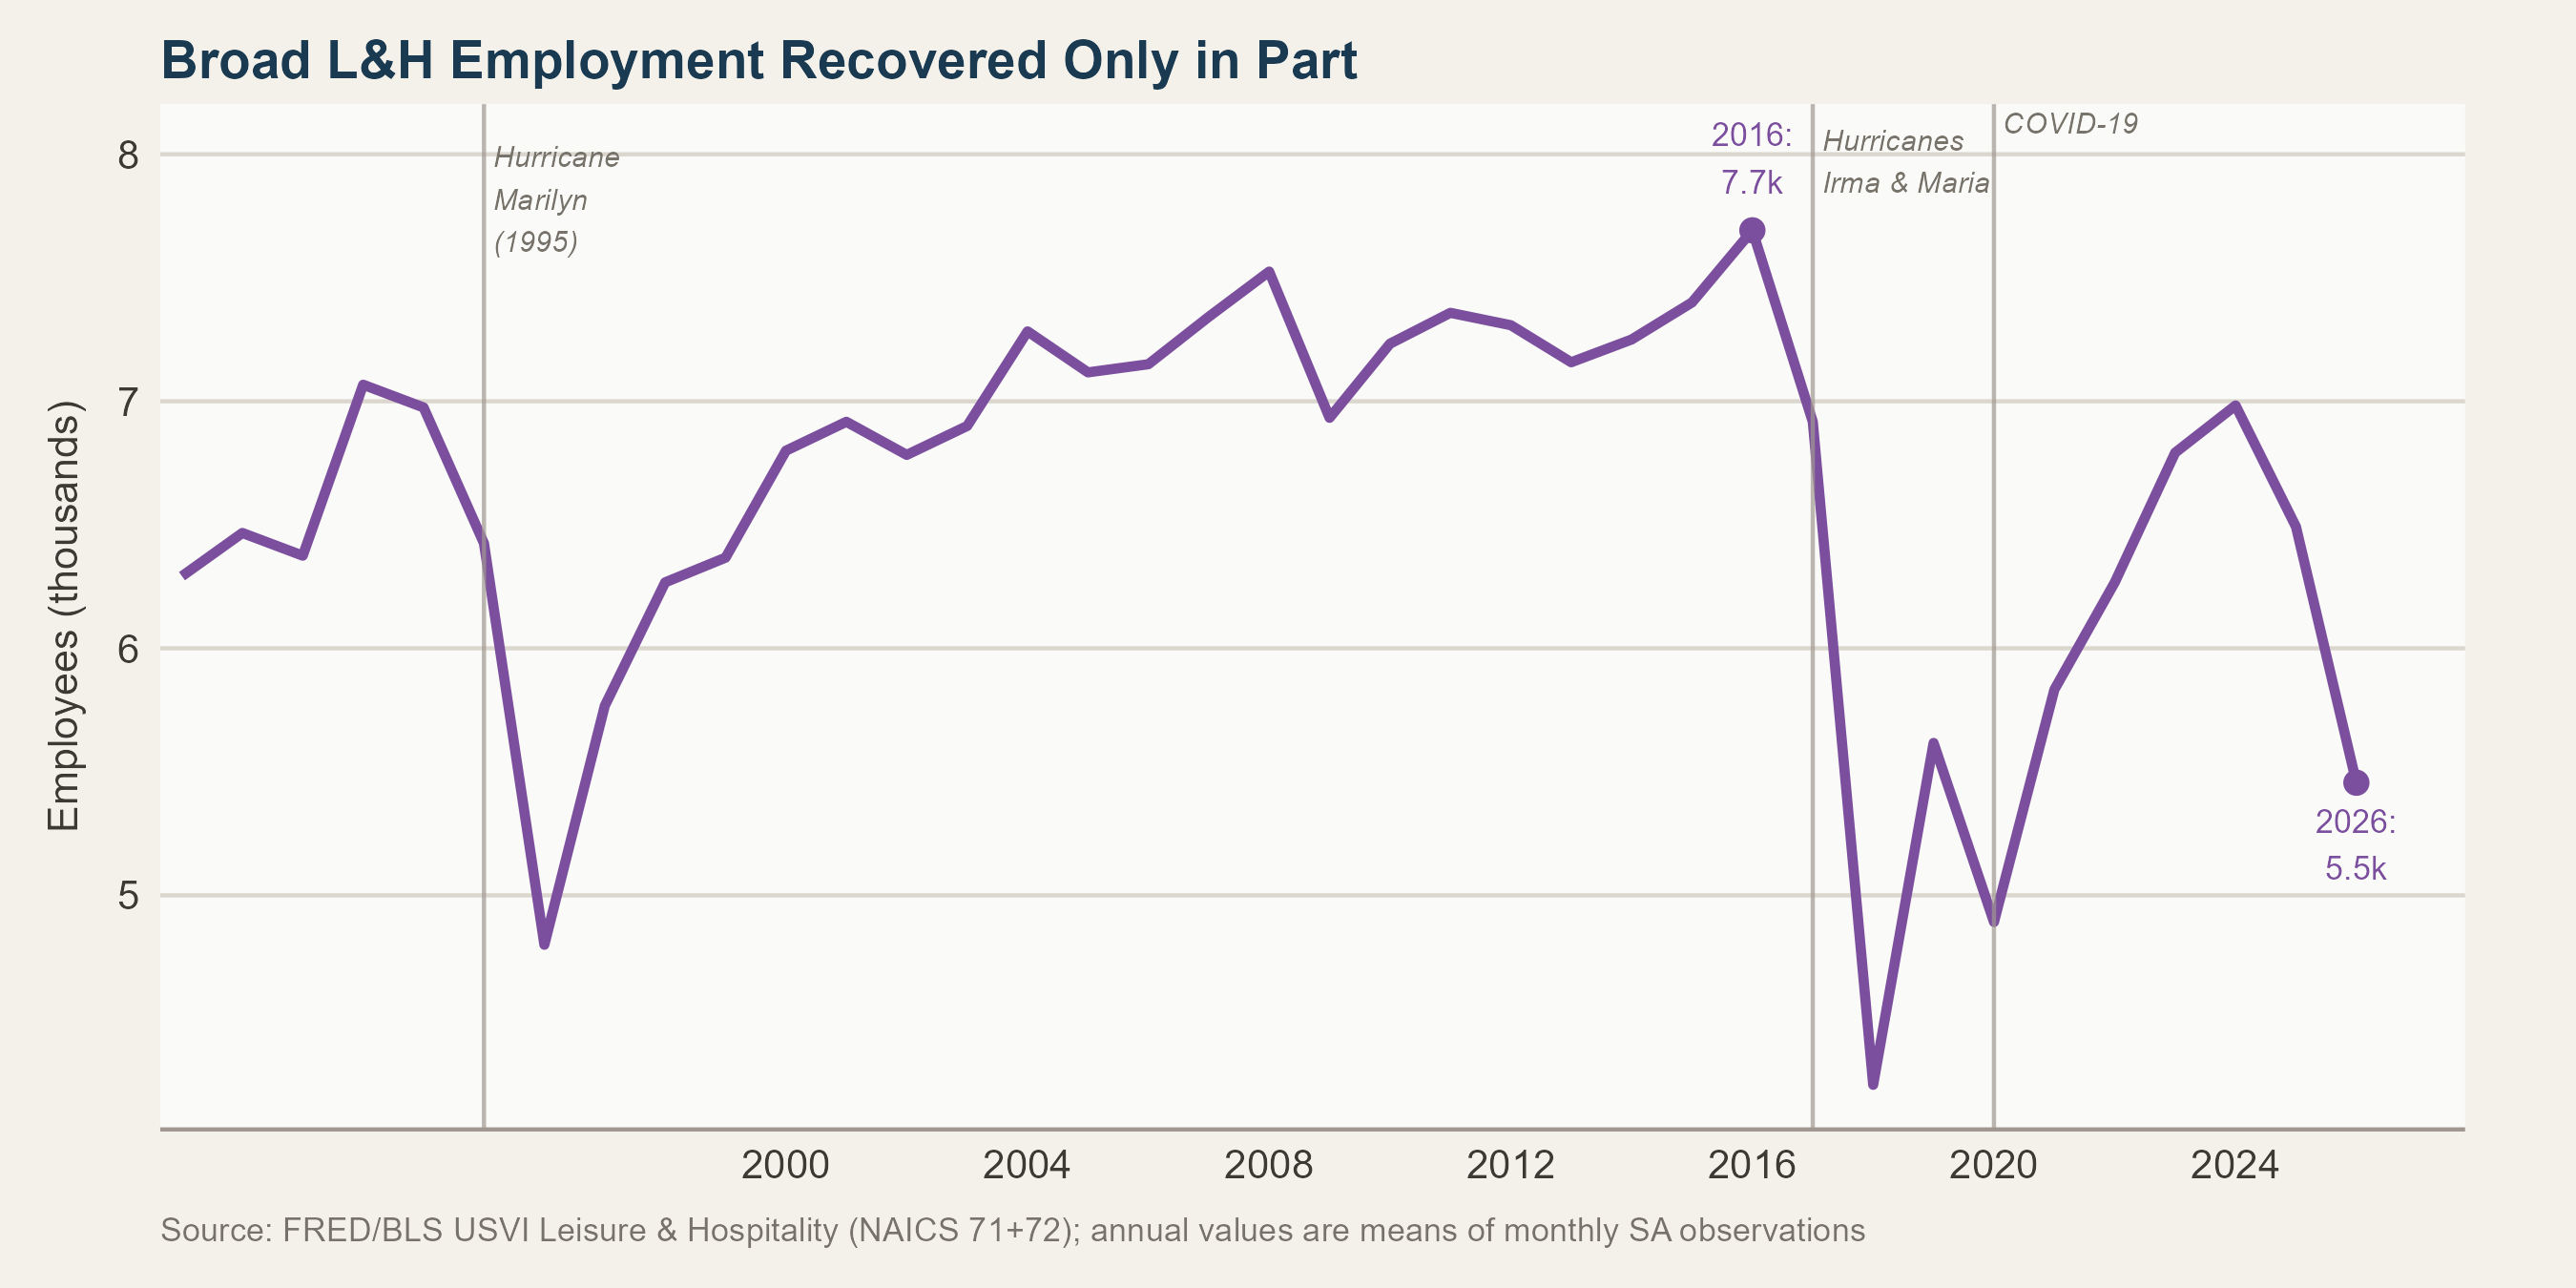 Broad L&H Employment Recovered Only in Part
Employees (thousands)
8
7
6
5
Hurricane
Marilyn
(1995)
2016:
7.7k
Hurricanes
Irma & Maria
COVID-19
2026:
5.5k
2000
2004
2008
2012
2016
2020
2024
Source: FRED/BLS USVI Leisure & Hospitality (NAICS 71+72); annual values are means of monthly SA observations